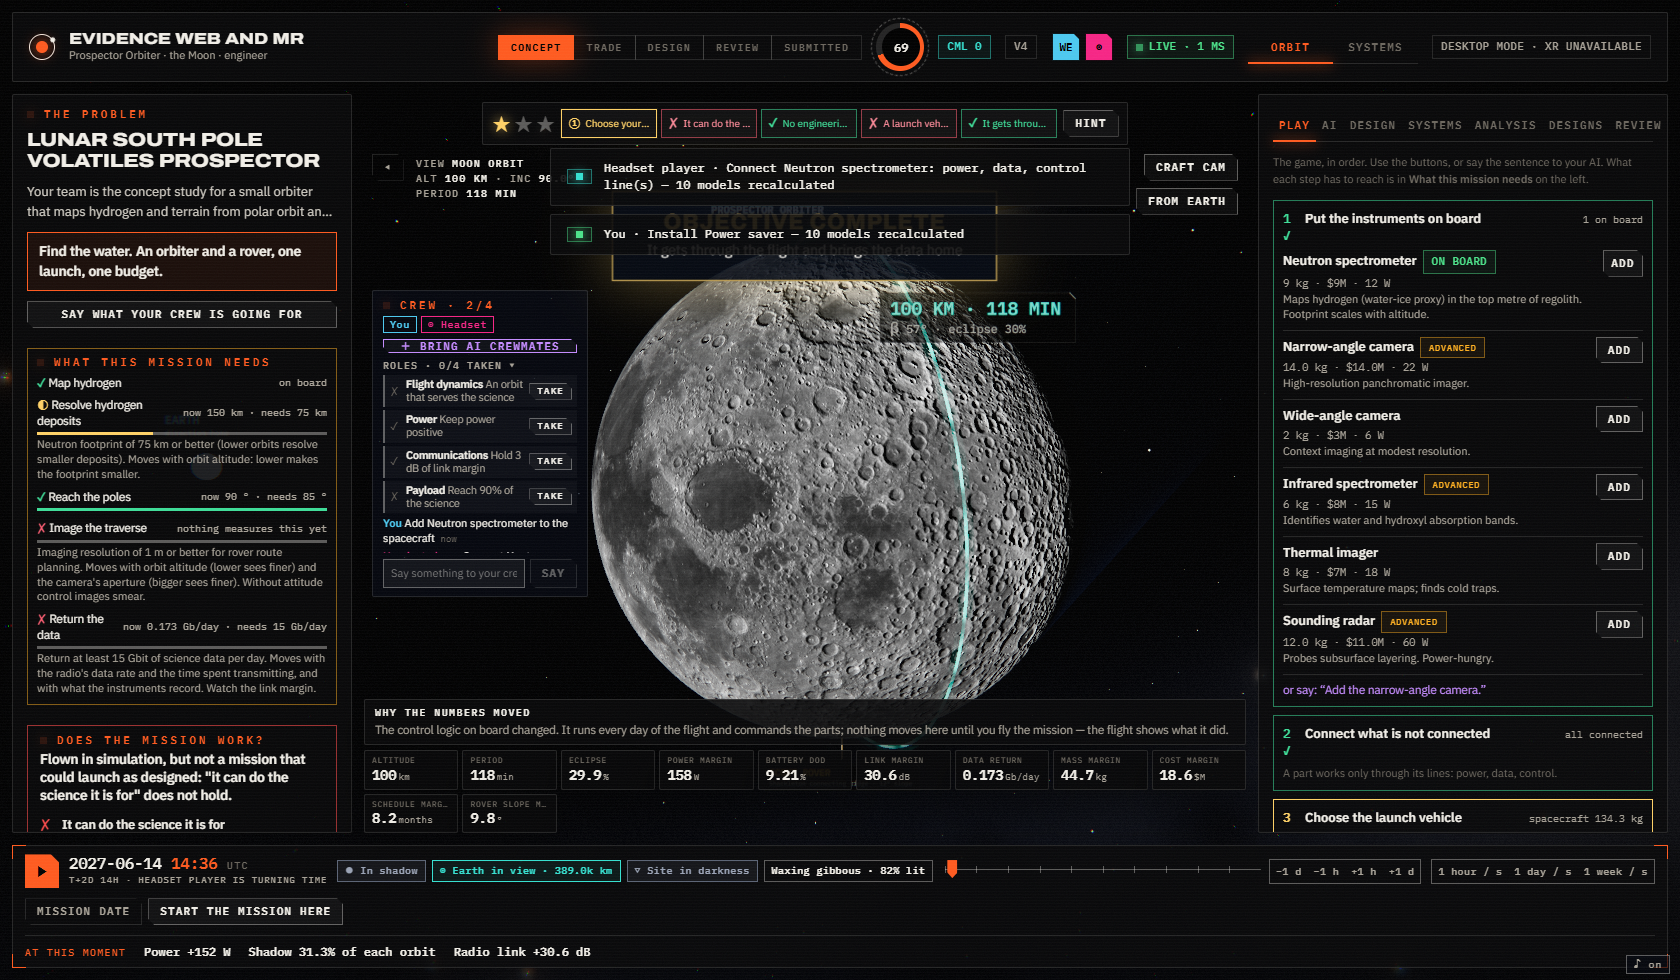 EVIDENCE WEB AND MR
Prospector Orbiter · the Moon · engineer
CONCEPT TRADE DESIGN REVIEW SUBMITTED
69
CML 0
V4
WE
LIVE · 1 MS
ORBIT SYSTEMS
DESKTOP MODE · XR UNAVAILABLE
THE PROBLEM
LUNAR SOUTH POLE
VOLATILES PROSPECTOR
Your team is the concept study for a small orbiter
that maps hydrogen and terrain from polar orbit an…
Find the water. An orbiter and a rover, one
launch, one budget.
SAY WHAT YOUR CREW IS GOING FOR
WHAT THIS MISSION NEEDS
✓ Map hydrogen on board
Resolve hydrogen
deposits now 150 km · needs 75 km
EARTH
Neutron footprint of 75 km or better (lower orbits resolve
smaller deposits). Moves with orbit altitude: lower makes
the footprint smaller.
✓ Reach the poles now 90 ° · needs 85 °
✗ Image the traverse nothing measures this yet
Imaging resolution of 1 m or better for rover route
planning. Moves with orbit altitude (lower sees finer) and
the camera's aperture (bigger sees finer). Without attitude
control images smear.
✗ Return the
data now 0.173 Gb/day · needs 15 Gb/day
Return at least 15 Gbit of science data per day. Moves with
the radio's data rate and the time spent transmitting, and
with what the instruments record. Watch the link margin.
DOES THE MISSION WORK?
Flown in simulation, but not a mission that
could launch as designed: "it can do the
science it is for" does not hold.
✗ It can do the science it is for
★★★ ① Choose your… ✗ It can do the … ✓ No engineeri… ✗ A launch veh… ✓ It gets throu… HINT
VIEW MOON ORBIT
ALT 100 KM · INC 90.
PERIOD 118 MIN
Headset player · Connect Neutron spectrometer: power, data, control
line(s) — 10 models recalculated
PROSPECTOR ORBITER
OBJECTIVE COMPLETE
You · Install Power saver — 10 models recalculated
It gets through the flight and brings the data home
CRAFT CAM
FROM EARTH
100 KM · 118 MIN
β 57° · eclipse 30%
CREW · 2/4
You Headset
+ BRING AI CREWMATES
ROLES · 0/4 TAKEN ▾
✗ Flight dynamics An orbit
that serves the science TAKE
✓ Power Keep power
positive TAKE
✓ Communications Hold 3
dB of link margin TAKE
✗ Payload Reach 90% of
the science TAKE
You Add Neutron spectrometer to the
spacecraft now
Say something to your cre SAY
WHY THE NUMBERS MOVED
The control logic on board changed. It runs every day of the flight and commands the parts; nothing moves here until you fly the mission — the flight shows what it did.
ALTITUDE PERIOD ECLIPSE POWER MARGIN BATTERY DOD LINK MARGIN DATA RETURN MASS MARGIN COST MARGIN
100 km 118 min 29.9 % 158 W 9.21 % 30.6 dB 0.173 Gb/day 44.7 kg 18.6 $M
SCHEDULE MARG… ROVER SLOPE M…
8.2 months 9.8 °
PLAY AI DESIGN SYSTEMS ANALYSIS DESIGNS REVIEW
The game, in order. Use the buttons, or say the sentence to your AI. What
each step has to reach is in What this mission needs on the left.
1 Put the instruments on board 1 on board
✓
Neutron spectrometer ON BOARD ADD
9 kg · $9M · 12 W
Maps hydrogen (water-ice proxy) in the top metre of regolith.
Footprint scales with altitude.
Narrow-angle camera ADVANCED ADD
14.0 kg · $14.0M · 22 W
High-resolution panchromatic imager.
Wide-angle camera ADD
2 kg · $3M · 6 W
Context imaging at modest resolution.
Infrared spectrometer ADVANCED ADD
6 kg · $8M · 15 W
Identifies water and hydroxyl absorption bands.
Thermal imager ADD
8 kg · $7M · 18 W
Surface temperature maps; finds cold traps.
Sounding radar ADVANCED ADD
12.0 kg · $11.0M · 60 W
Probes subsurface layering. Power-hungry.
or say: “Add the narrow-angle camera.”
2 Connect what is not connected all connected
✓
A part works only through its lines: power, data, control.
3 Choose the launch vehicle spacecraft 134.3 kg
2027-06-14 14:36 UTC
T+2D 14H · HEADSET PLAYER IS TURNING TIME
In shadow
Earth in view · 389.0k km
▽ Site in darkness
Waxing gibbous · 82% lit
−1 d −1 h +1 h +1 d
1 hour / s 1 day / s 1 week / s
MISSION DATE START THE MISSION HERE
AT THIS MOMENT Power +152 W Shadow 31.3% of each orbit Radio link +30.6 dB
♪ on